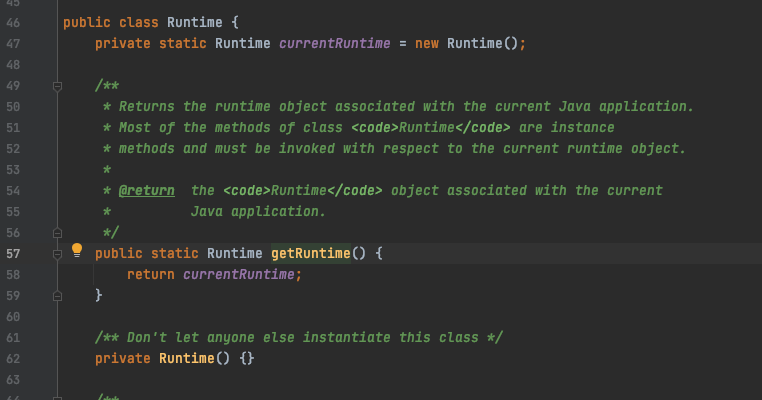 45
46 public class Runtime {
47     private static Runtime currentRuntime = new Runtime();
48
49     /**
50      * Returns the runtime object associated with the current Java application.
51      * Most of the methods of class <code>Runtime</code> are instance
52      * methods and must be invoked with respect to the current runtime object.
53      *
54      * @return  the <code>Runtime</code> object associated with the current
55      *          Java application.
56      */
57     public static Runtime getRuntime() {
58         return currentRuntime;
59     }
60
61     /** Don't let anyone else instantiate this class */
62     private Runtime() {}
63
64     /**